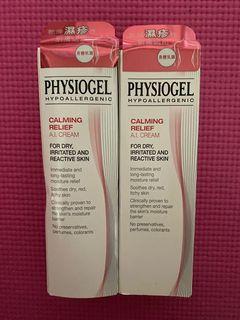 濕疹
PHYSIOGEL
HYPOALLERGENIC
CALMING
RELIEF
A.I. CREAM
FOR DRY,
IRRITATED AND
REACTIVE SKIN
Immediate and
long-lasting
moisture relief
Soothes dry, red,
itchy skin
Clinically proven to
strengthen and repair
the skin's moisture
barrier
No preservatives,
perfumes, colorants
濕疹
PHYSIOGEL
HYPOALLERGENIC
CALMING
RELIEF
A.I. CREAM
FOR DRY,
IRRITATED AND
REACTIVE SKIN
Immediate and
long-lasting
moisture relief
Soothes dry, red,
itchy skin
Clinically proven to
strengthen and repair
the skin's moisture
barrier
No preservatives,
perfumes, colorants